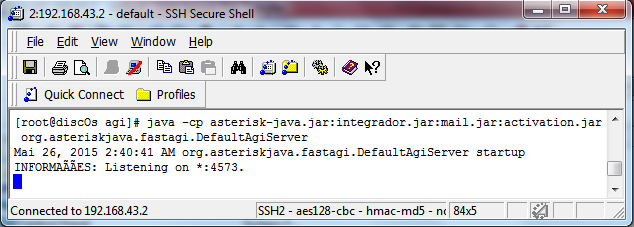 2:192.168.43.2 - default - SSH Secure Shell
File Edit View Window Help
Quick Connect Profiles
[root@discOs agi]# java -cp asterisk-java.jar:integrador.jar:mail.jar:activation.jar
org.asteriskjava.fastagi.DefaultAgiServer
Mai 26, 2015 2:40:41 AM org.asteriskjava.fastagi.DefaultAgiServer startup
INFORMAÃÃES: Listening on *:4573.
Connected to 192.168.43.2 SSH2 - aes128-cbc - hmac-md5 - nc 84x5